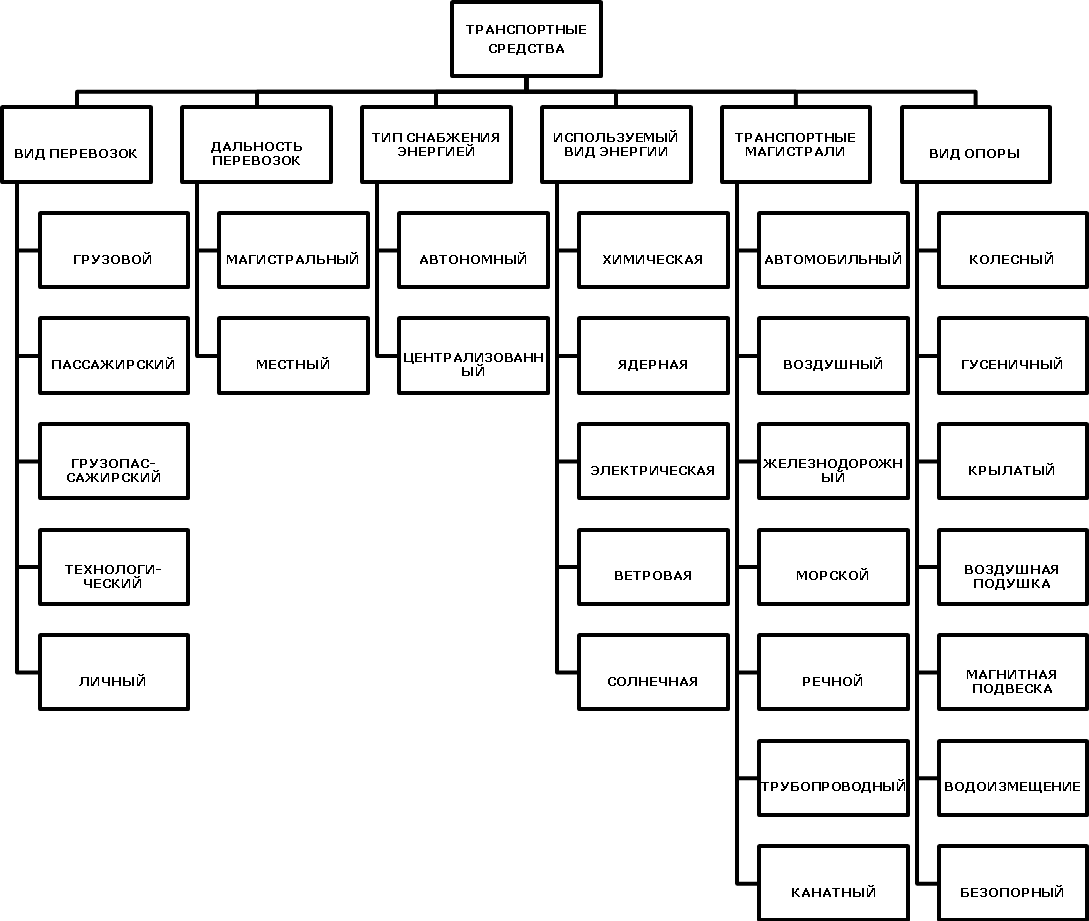 ТРАНСПОРТНЫЕ
СРЕДСТВА
ВИД ПЕРЕВОЗОК
ДАЛЬНОСТЬ
ПЕРЕВОЗОК
ТИП СНАБЖЕНИЯ
ЭНЕРГИЕЙ
ИСПОЛЬЗУЕМЫЙ
ВИД ЭНЕРГИИ
ТРАНСПОРТНЫЕ
МАГИСТРАЛИ
ВИД ОПОРЫ
ГРУЗОВОЙ
ПАССАЖИРСКИЙ
ГРУЗОПАС-
САЖИРСКИЙ
ТЕХНОЛОГИ-
ЧЕСКИЙ
ЛИЧНЫЙ
МАГИСТРАЛЬНЫЙ
МЕСТНЫЙ
АВТОНОМНЫЙ
ЦЕНТРАЛИЗОВАНН
ЫЙ
ХИМИЧЕСКАЯ
ЯДЕРНАЯ
ЭЛЕКТРИЧЕСКАЯ
ВЕТРОВАЯ
СОЛНЕЧНАЯ
АВТОМОБИЛЬНЫЙ
ВОЗДУШНЫЙ
ЖЕЛЕЗНОДОРОЖН
ЫЙ
МОРСКОЙ
РЕЧНОЙ
ТРУБОПРОВОДНЫЙ
КАНАТНЫЙ
КОЛЕСНЫЙ
ГУСЕНИЧНЫЙ
КРЫЛАТЫЙ
ВОЗДУШНАЯ
ПОДУШКА
МАГНИТНАЯ
ПОДВЕСКА
ВОДОИЗМЕЩЕНИЕ
БЕЗОПОРНЫЙ